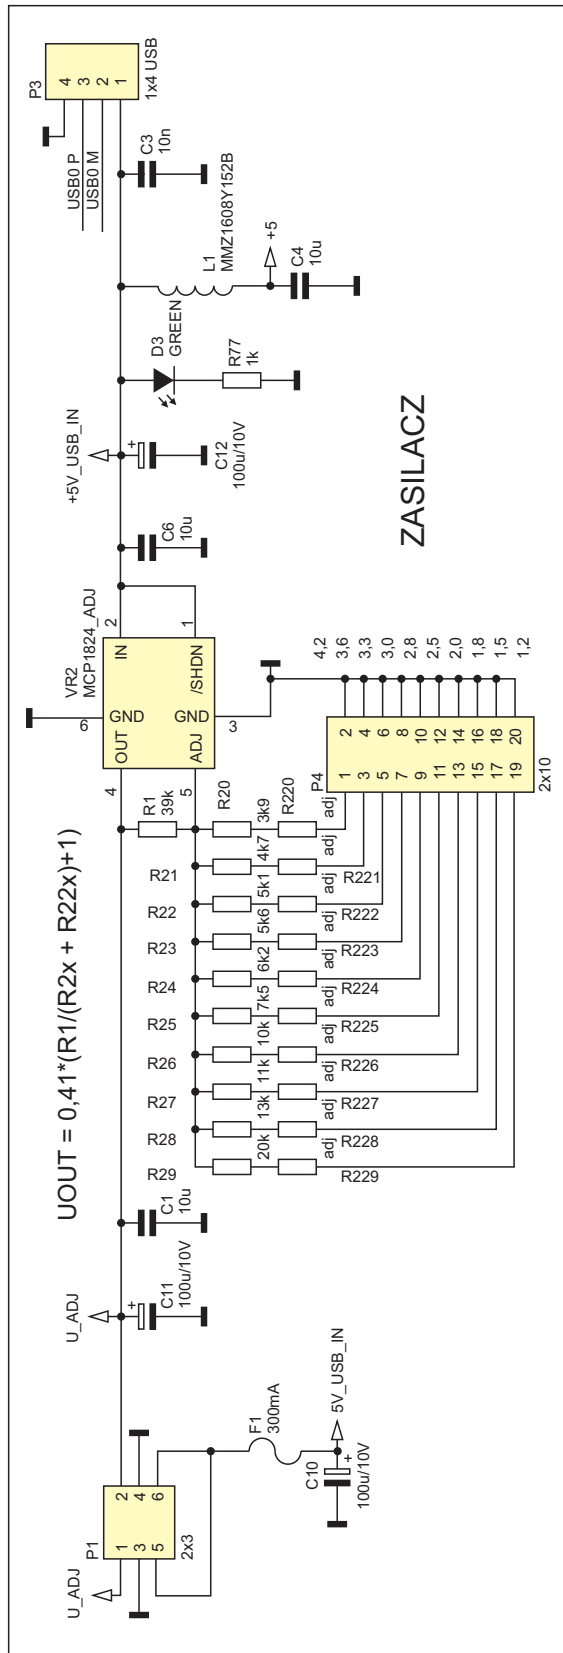 P3
4
3
2
1
1x4 USB
USB0 P
USB0 M
C3
10n
L1
MMZ1608Y152B
+5
C4
10u
D3
GREEN
R77
1k
+5V_USB_IN
+
C12
100u/10V
ZASILACZ
C6
10u
VR2
MCP1824_ADJ
2
1
IN
/SHDN
6
GND
GND
3
OUT
ADJ
4
5
4,2
3,6
3,3
3,0
2,8
2,5
2,0
1,8
1,5
1,2
P4
2
4
6
8
10
12
14
16
18
20
1
3
5
7
9
11
13
15
17
19
2x10
R1
39k
R20
3k9
R220
adj
R21
4k7
adj
R221
R22
5k1
adj
R222
R23
5k6
adj
R223
R24
6k2
adj
R224
R25
7k5
adj
R225
R26
10k
adj
R226
R27
11k
adj
R227
R28
13k
adj
R228
R29
20k
adj
R229
UOUT = 0,41*(R1/(R2x + R22x)+1)
C1
10u
U_ADJ
+
C11
100u/10V
F1
300mA
5V_USB_IN
C10
+
100u/10V
P1
2
4
6
1
3
5
2x3
U_ADJ